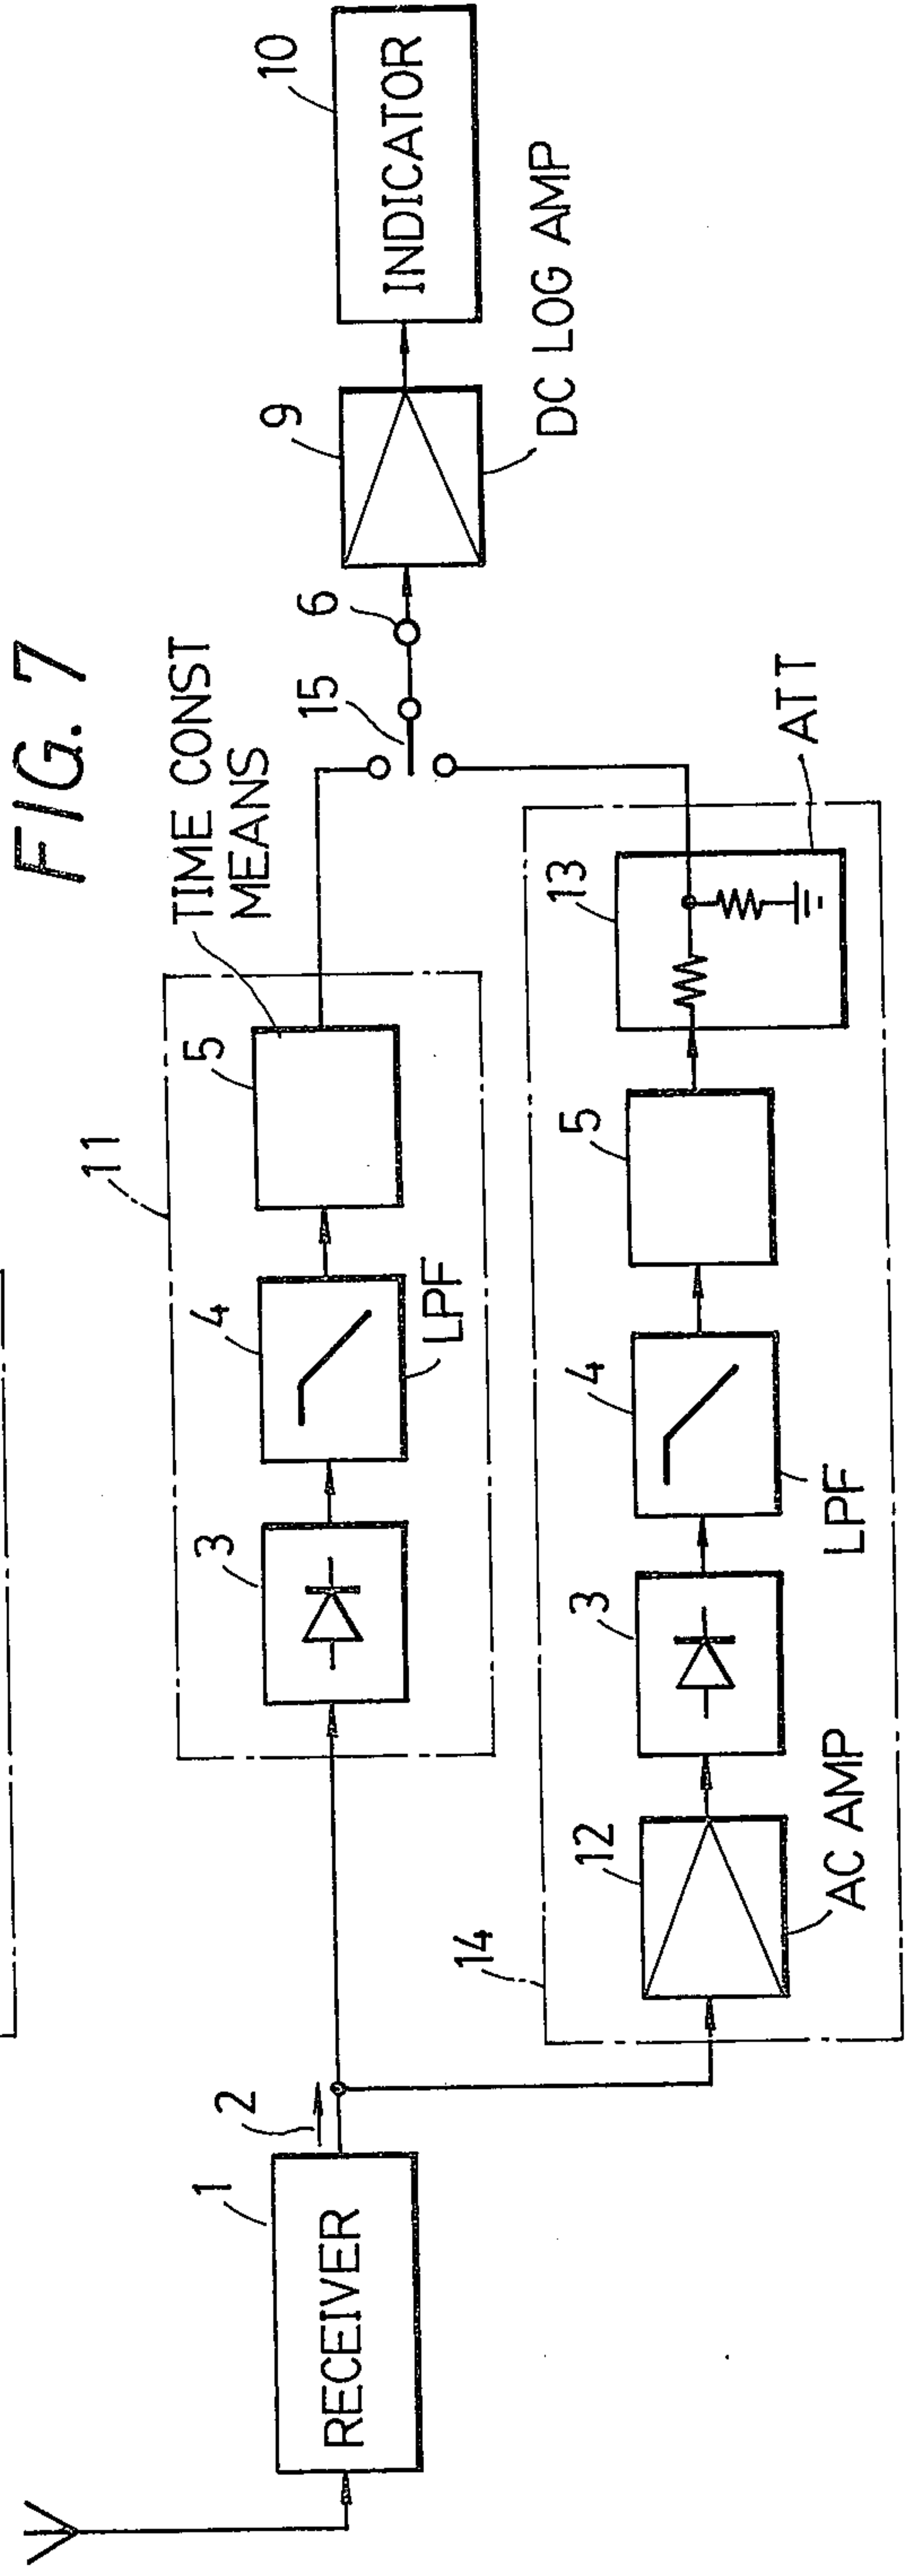 FIG. 7
1
RECEIVER
2
11
3
4
LPF
5
TIME CONST
MEANS
15
6
9
DC LOG AMP
10
INDICATOR
14
12
AC AMP
3
4
LPF
5
13
ATT